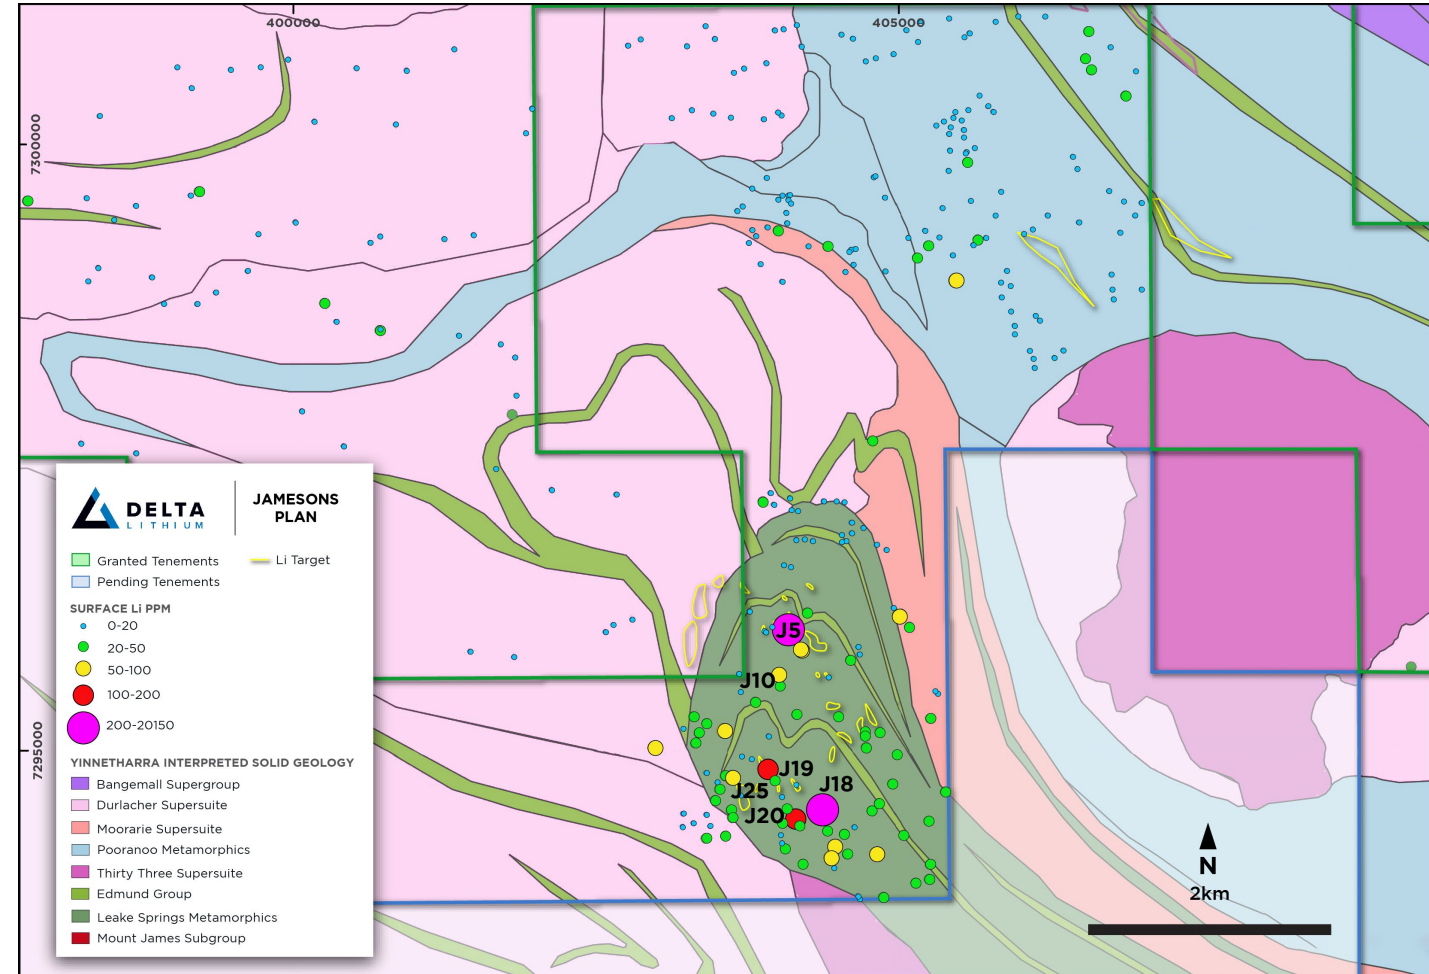 400000
405000
7300000
7295000
DELTA
LITHIUM
JAMESONS
PLAN
Granted Tenements
Li Target
Pending Tenements
SURFACE Li PPM
0-20
20-50
50-100
100-200
200-20150
YINNETHARRA INTERPRETED SOLID GEOLOGY
Bangemall Supergroup
Durlacher Supersuite
Moorarie Supersuite
Pooranoo Metamorphics
Thirty Three Supersuite
Edmund Group
Leake Springs Metamorphics
Mount James Subgroup
J5
J10
J19
J25
J18
J20
N
2km